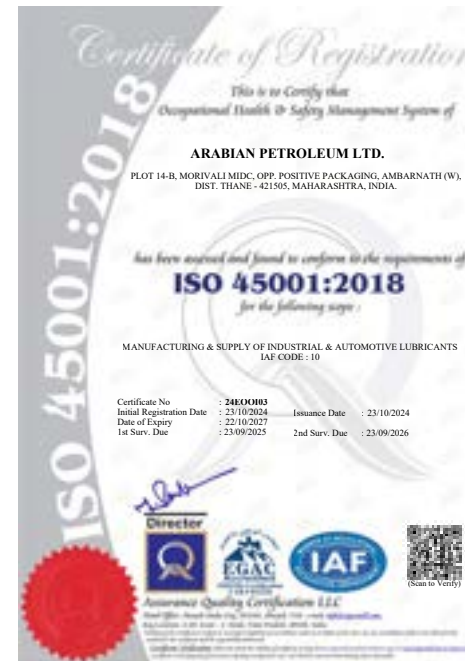 Certificate of Registration
This is to Certify that
Occupational Health & Safety Management System of
ARABIAN PETROLEUM LTD.
PLOT 14-B, MORIVALI MIDC, OPP. POSITIVE PACKAGING, AMBARNATH (W),
DIST. THANE - 421505, MAHARASHTRA, INDIA.
has been assessed and found to conform to the requirements of
ISO 45001:2018
for the following scope :
MANUFACTURING & SUPPLY OF INDUSTRIAL & AUTOMOTIVE LUBRICANTS
IAF CODE : 10
Certificate No : 24EOOI03
Initial Registration Date : 23/10/2024 Issuance Date : 23/10/2024
Date of Expiry : 22/10/2027
1st Surv. Due : 23/09/2025 2nd Surv. Due : 23/09/2026
ISO 45001:2018
Director
EGAC
IAF
(Scan to Verify)
Assurance Quality Certification LLC